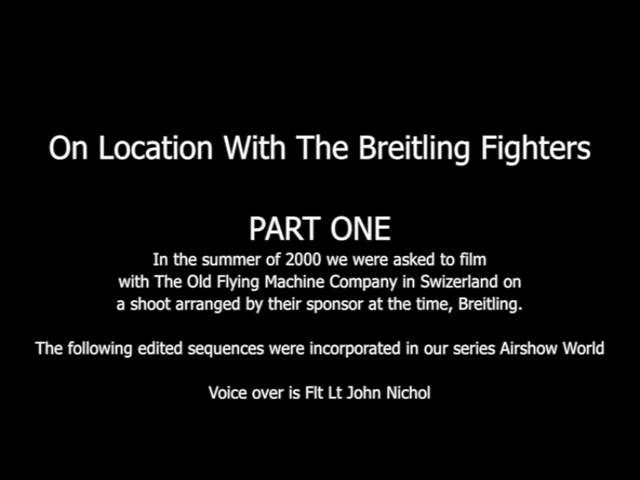 On Location With The Breitling Fighters
PART ONE
In the summer of 2000 we were asked to film
with The Old Flying Machine Company in Swizerland on
a shoot arranged by their sponsor at the time, Breitling.
The following edited sequences were incorporated in our series Airshow World
Voice over is Flt Lt John Nichol